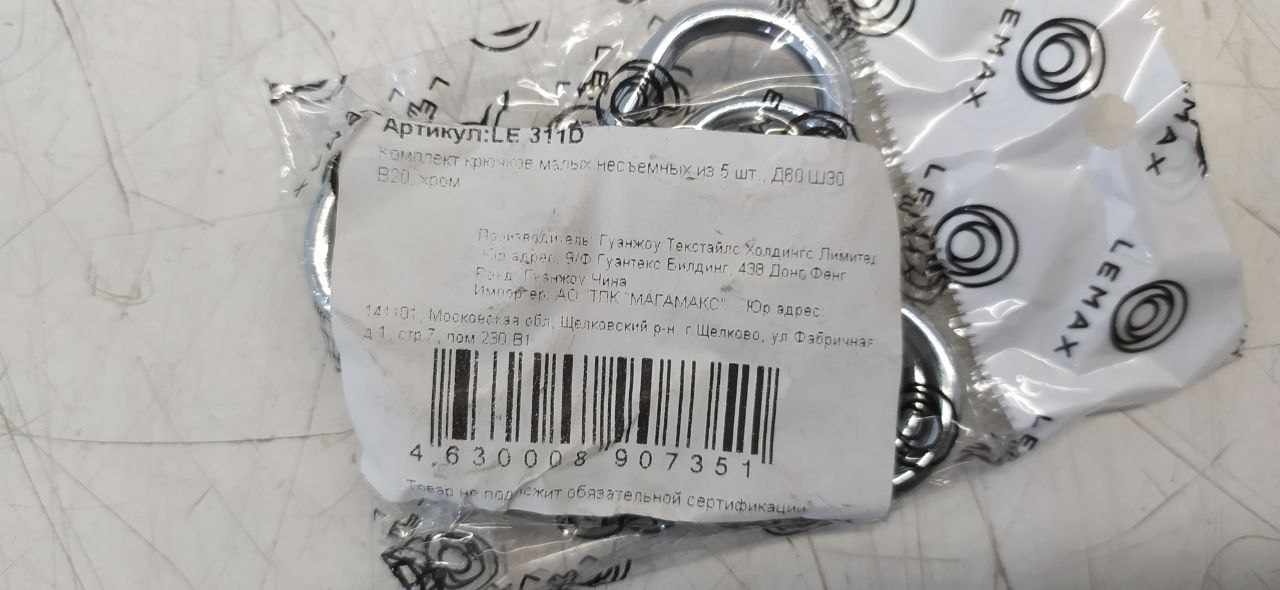 Артикул:LE 311D
Комплект крючков малых несъемных из 5 шт., Д60 Ш30
В20, хром
Производитель: Гуанжоу Текстайлс Холдингс Лимитед
Юр адрес: 9/Ф Гуантекс Билдинг, 438 Донг Фенг
Роуд, Гуанжоу Чина
Импортер: АО "ТПК "МАГАМАКС", Юр.адрес:
141101, Московская обл, Щелковский р-н, г.Щелково, ул Фабричная
д 1, стр.7, пом 230 В1
4 630008 907351
Товар не подлежит обязательной сертификации
LEMAX
LEMAX
LEMAX